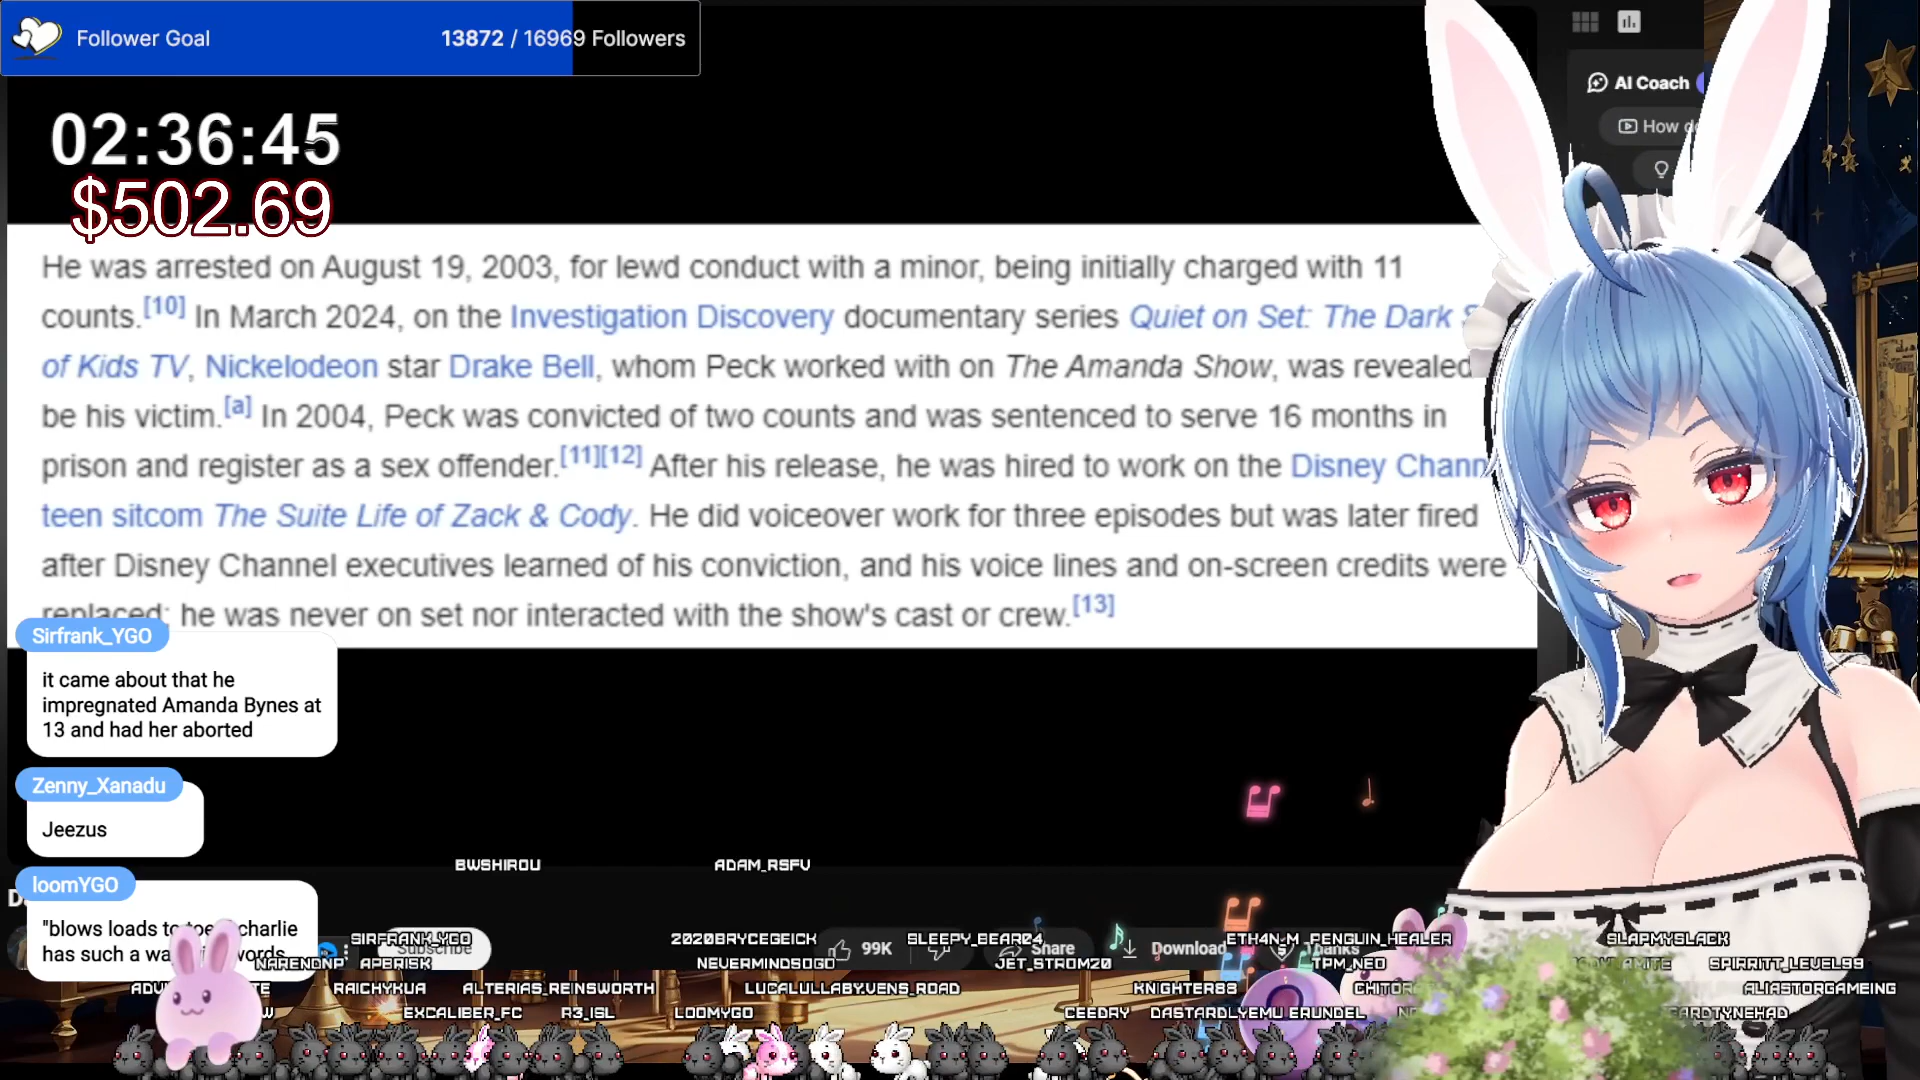 Follower Goal
13872 / 16969 Followers
02:36:45
$502.69
AI Coach
How do
He was arrested on August 19, 2003, for lewd conduct with a minor, being initially charged with 11
counts.[10] In March 2024, on the Investigation Discovery documentary series Quiet on Set: The Dark
of Kids TV, Nickelodeon star Drake Bell, whom Peck worked with on The Amanda Show, was revealed
be his victim.[a] In 2004, Peck was convicted of two counts and was sentenced to serve 16 months in
prison and register as a sex offender.[11][12] After his release, he was hired to work on the Disney Chann
teen sitcom The Suite Life of Zack & Cody. He did voiceover work for three episodes but was later fired
after Disney Channel executives learned of his conviction, and his voice lines and on-screen credits were
replaced; he was never on set nor interacted with the show's cast or crew.[13]
Sirfrank_YGO
it came about that he
impregnated Amanda Bynes at
13 and had her aborted
Zenny_Xanadu
Jeezus
loomYGO
"blows loads to charlie
has such a words
BWSHIROU
ADAM_RSFV
SIRFRANK_YGO
Subscribe
2020BRYCEGEICK
99K
SLEEPY_BEAR04
Share
Download
ETH4N_M
_PENGUIN_HEALER
Thanks
SLAPMYSLACK
NARENDNP
APBRISK
NEVERMINDSOGO
JET_STROM20
TPM_NEO
SPIRRITT_LEVEL99
RAICHYKUA
ALTERIAS_REINSWORTH
LUCALULLABY.VENS_ROAD
KNIGHTER88
ALIASTORGAMEING
EXCALIBER_FC
R3_ISL
LOOMYGO
CEEDRY
DASTARDLYEMU
ERUNDEL